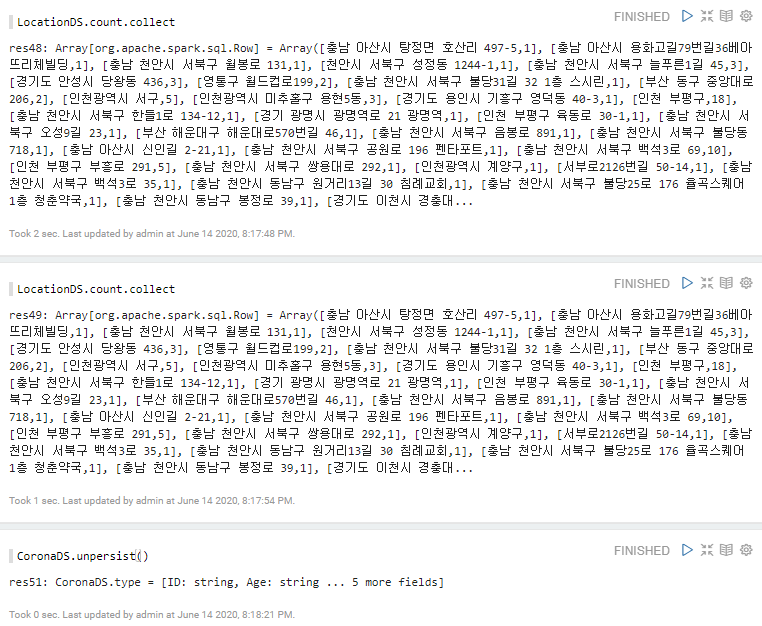 LocationDS.count.collect
FINISHED
res48: Array[org.apache.spark.sql.Row] = Array([충남 아산시 탕정면 호산리 497-5,1], [충남 아산시 용화고길79번길36베아
뜨리체빌딩,1], [충남 천안시 서북구 월봉로 131,1], [천안시 서북구 성정동 1244-1,1], [충남 천안시 서북구 늘푸른1길 45,3],
[경기도 안성시 당왕동 436,3], [영통구 월드컵로199,2], [충남 천안시 서북구 불당31길 32 1층 스시린,1], [부산 동구 중앙대로
206,2], [인천광역시 서구,5], [인천광역시 미추홀구 용현5동,3], [경기도 용인시 기흥구 영덕동 40-3,1], [인천 부평구,18],
[충남 천안시 서북구 한들1로 134-12,1], [경기 광명시 광명역로 21 광명역,1], [인천 부평구 육동로 30-1,1], [충남 천안시 서북
구 오성9길 23,1], [부산 해운대구 해운대로570번길 46,1], [충남 천안시 서북구 음봉로 891,1], [충남 천안시 서북구 불당동
718,1], [충남 아산시 신인길 2-21,1], [충남 천안시 서북구 공원로 196 펜타포트,1], [충남 천안시 서북구 백석3로 69,10],
[인천 부평구 부흥로 291,5], [충남 천안시 서북구 쌍용대로 292,1], [인천광역시 계양구,1], [서부로2126번길 50-14,1], [충남
천안시 서북구 백석3로 35,1], [충남 천안시 동남구 원거리13길 30 침례교회,1], [충남 천안시 서북구 불당25로 176 율곡스퀘어
1층 청춘약국,1], [충남 천안시 동남구 봉정로 39,1], [경기도 이천시 경충대...
Took 2 sec. Last updated by admin at June 14 2020, 8:17:48 PM.
LocationDS.count.collect
FINISHED
res49: Array[org.apache.spark.sql.Row] = Array([충남 아산시 탕정면 호산리 497-5,1], [충남 아산시 용화고길79번길36베아
뜨리체빌딩,1], [충남 천안시 서북구 월봉로 131,1], [천안시 서북구 성정동 1244-1,1], [충남 천안시 서북구 늘푸른1길 45,3],
[경기도 안성시 당왕동 436,3], [영통구 월드컵로199,2], [충남 천안시 서북구 불당31길 32 1층 스시린,1], [부산 동구 중앙대로
206,2], [인천광역시 서구,5], [인천광역시 미추홀구 용현5동,3], [경기도 용인시 기흥구 영덕동 40-3,1], [인천 부평구,18],
[충남 천안시 서북구 한들1로 134-12,1], [경기 광명시 광명역로 21 광명역,1], [인천 부평구 육동로 30-1,1], [충남 천안시 서북
구 오성9길 23,1], [부산 해운대구 해운대로570번길 46,1], [충남 천안시 서북구 음봉로 891,1], [충남 천안시 서북구 불당동
718,1], [충남 아산시 신인길 2-21,1], [충남 천안시 서북구 공원로 196 펜타포트,1], [충남 천안시 서북구 백석3로 69,10],
[인천 부평구 부흥로 291,5], [충남 천안시 서북구 쌍용대로 292,1], [인천광역시 계양구,1], [서부로2126번길 50-14,1], [충남
천안시 서북구 백석3로 35,1], [충남 천안시 동남구 원거리13길 30 침례교회,1], [충남 천안시 서북구 불당25로 176 율곡스퀘어
1층 청춘약국,1], [충남 천안시 동남구 봉정로 39,1], [경기도 이천시 경충대...
Took 1 sec. Last updated by admin at June 14 2020, 8:17:54 PM.
CoronaDS.unpersist()
FINISHED
res51: CoronaDS.type = [ID: string, Age: string ... 5 more fields]
Took 0 sec. Last updated by admin at June 14 2020, 8:18:21 PM.